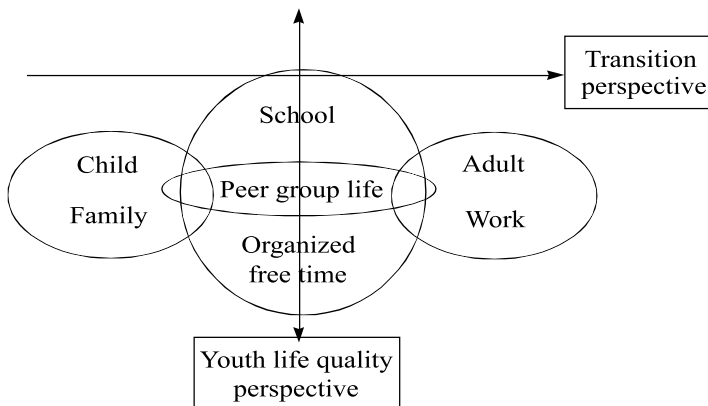 Transition
perspective
School
Child
Family
Peer group life
Adult
Work
Organized
free time
Youth life quality
perspective